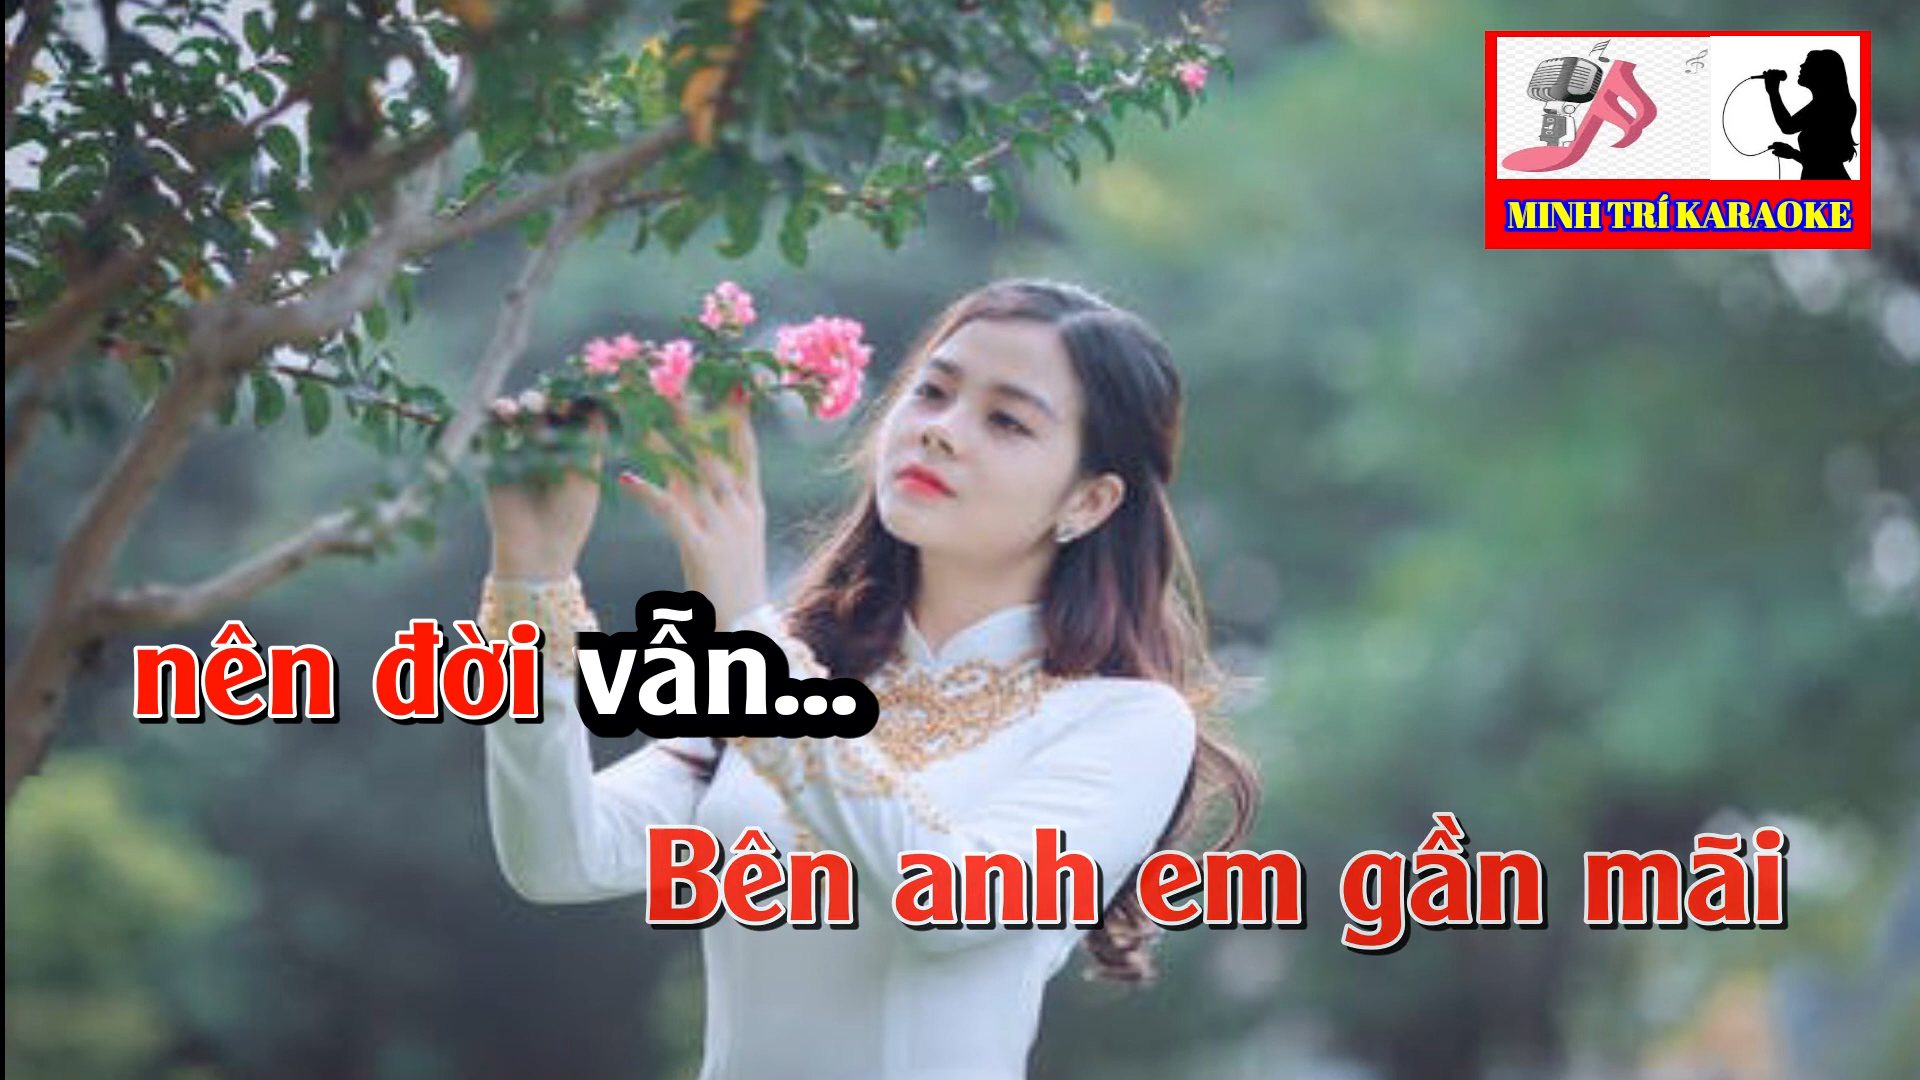 MINH TRÍ KARAOKE
nên đời vẫn...
Bên anh em gần mãi